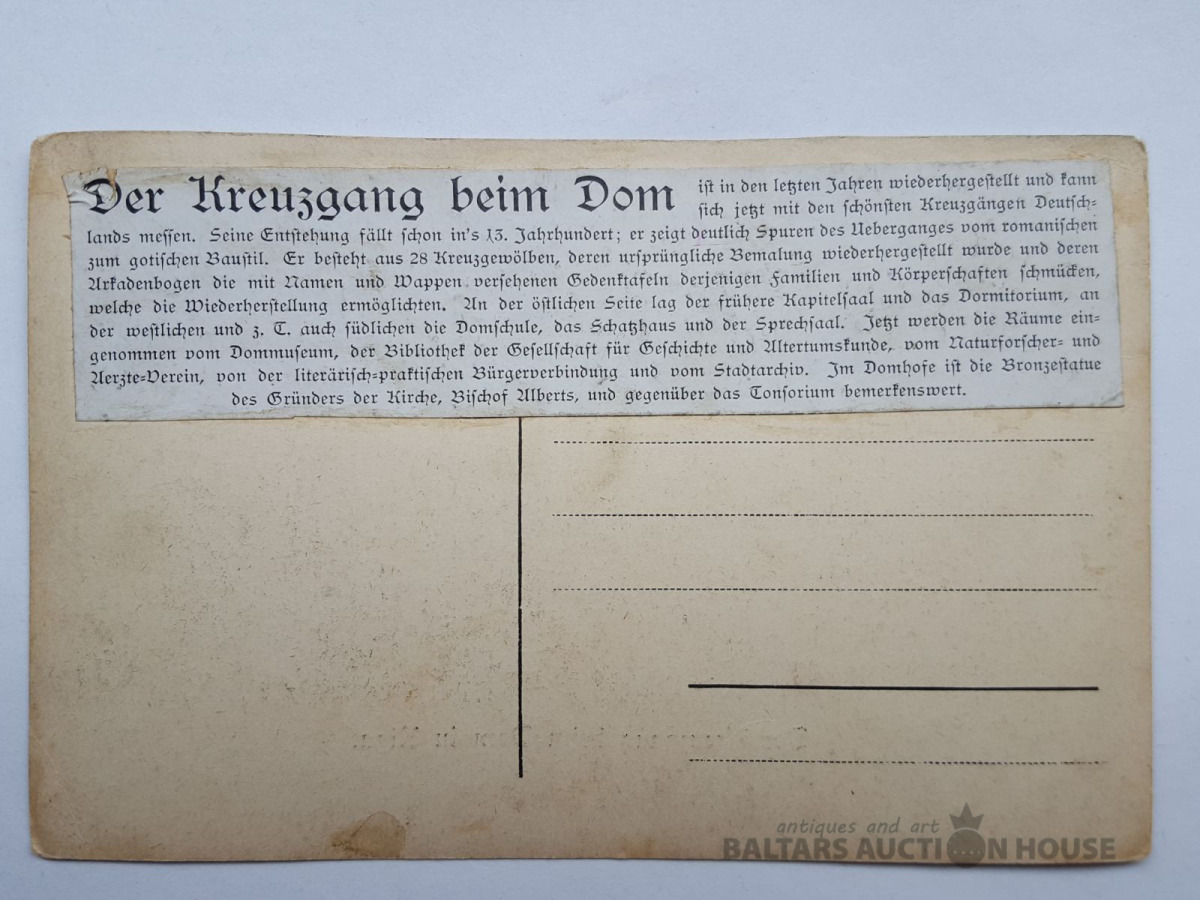 Der Kreuzgang beim Dom
ist in den letzten Jahren wiederhergestellt und kann
sich jetzt mit den schönsten Kreuzgängen Deutsch-
lands messen. Seine Entstehung fällt schon in's 13. Jahrhundert; er zeigt deutlich Spuren des Ueberganges vom romanischen
zum gotischen Baustil. Er besteht aus 28 Kreuzgewölben, deren ursprüngliche Bemalung wiederhergestellt wurde und deren
Arkadenbogen die mit Namen und Wappen versehenen Gedenktafeln derjenigen Familien und Körperschaften schmücken,
welche die Wiederherstellung ermöglichten. An der östlichen Seite lag der frühere Kapitelsaal und das Dormitorium, an
der westlichen und z. T. auch südlichen die Domschule, das Schatzhaus und der Sprechsaal. Jetzt werden die Räume ein-
genommen vom Dommuseum, der Bibliothek der Gesellschaft für Geschichte und Altertumskunde, vom Naturforscher- und
Aerzte-Verein, von der literärisch-praktischen Bürgerverbindung und vom Stadtarchiv. Im Domhofe ist die Bronzestatue
des Gründers der Kirche, Bischof Alberts, und gegenüber das Tonsorium bemerkenswert.
antiques and art
BALTARS AUCTION HOUSE